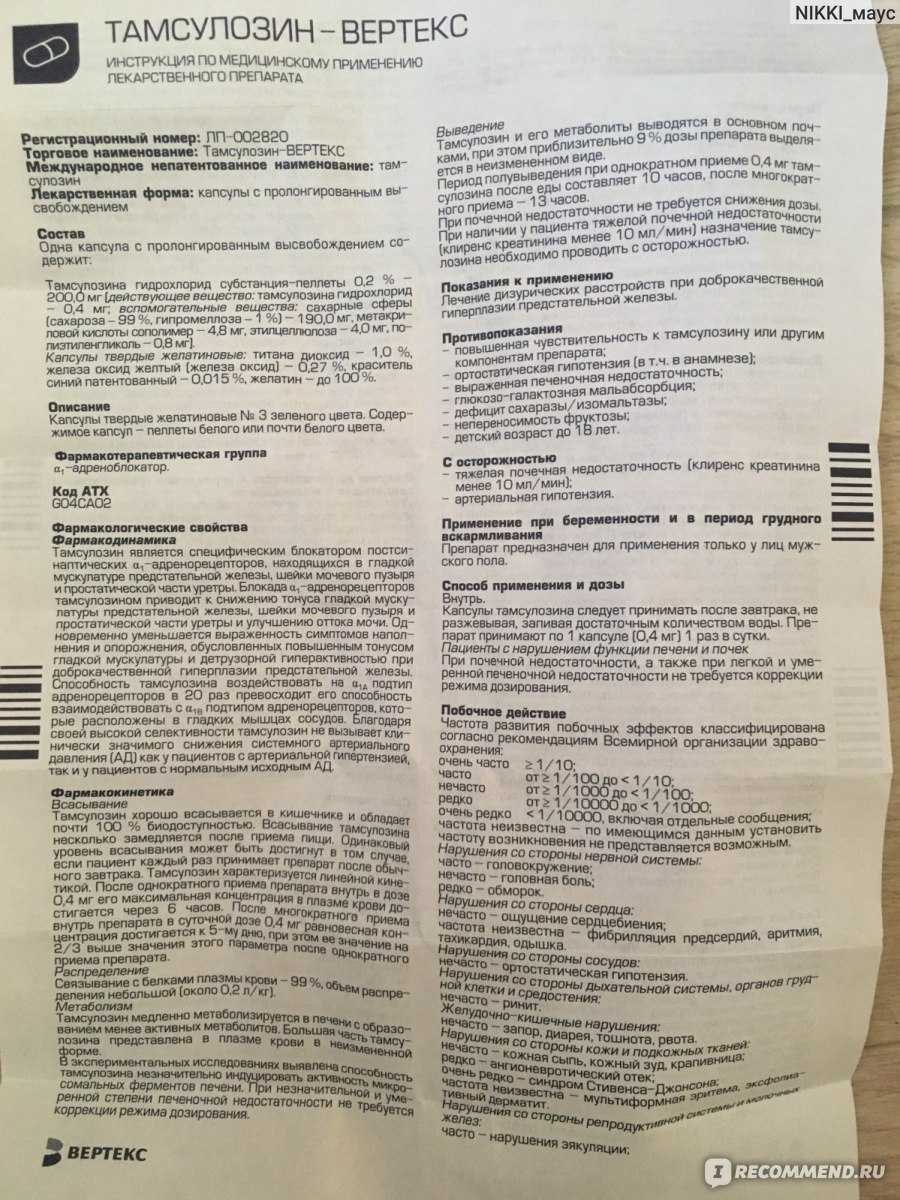 NIKKI_маус
ТАМСУЛОЗИН – ВЕРТЕКС
ИНСТРУКЦИЯ ПО МЕДИЦИНСКОМУ ПРИМЕНЕНИЮ
ЛЕКАРСТВЕННОГО ПРЕПАРАТА
Регистрационный номер: ЛП-002820
Торговое наименование: Тамсулозин-ВЕРТЕКС
Международное непатентованное наименование: там-
сулозин
Лекарственная форма: капсулы с пролонгированным вы-
свобождением
Состав
Одна капсула с пролонгированным высвобождением со-
держит:
Тамсулозина гидрохлорид субстанция-пеллеты 0,2 % –
200,0 мг [действующее вещество: тамсулозина гидрохлорид
– 0,4 мг; вспомогательные вещества: сахарные сферы
(сахароза – 99 %, гипромеллоза – 1 %) – 190,0 мг, метакри-
ловой кислоты сополимер – 4,8 мг, этилцеллюлоза – 4,0 мг, по-
лиэтиленгликоль – 0,8 мг].
Капсулы твердые желатиновые: титана диоксид – 1,0 %,
железа оксид желтый (железа оксид) – 0,27 %, краситель
синий патентованный – 0,015 %, желатин – до 100 %.
Описание
Капсулы твердые желатиновые № 3 зеленого цвета. Содер-
жимое капсул – пеллеты белого или почти белого цвета.
Фармакотерапевтическая группа
α₁-адреноблокатор.
Код АТХ
G04CA02
Фармакологические свойства
Фармакодинамика
Тамсулозин является специфическим блокатором постси-
наптических α₁-адренорецепторов, находящихся в гладкой
мускулатуре предстательной железы, шейки мочевого пузыря
и простатической части уретры. Блокада α₁-адренорецепторов
тамсулозином приводит к снижению тонуса гладкой муску-
латуры предстательной железы, шейки мочевого пузыря и
простатической части уретры и улучшению оттока мочи. Од-
новременно уменьшается выраженность симптомов напол-
нения и опорожнения, обусловленных повышенным тонусом
гладкой мускулатуры и детрузорной гиперактивностью при
доброкачественной гиперплазии предстательной железы.
Способность тамсулозина воздействовать на α₁A подтип
адренорецепторов в 20 раз превосходит его способность
взаимодействовать с α₁B подтипом адренорецепторов, кото-
рые расположены в гладких мышцах сосудов. Благодаря
своей высокой селективности тамсулозин не вызывает кли-
нически значимого снижения системного артериального
давления (АД) как у пациентов с артериальной гипертензией,
так и у пациентов с нормальным исходным АД.
Фармакокинетика
Всасывание
Тамсулозин хорошо всасывается в кишечнике и обладает
почти 100 % биодоступностью. Всасывание тамсулозина
несколько замедляется после приема пищи. Одинаковый
уровень всасывания может быть достигнут в том случае,
если пациент каждый раз принимает препарат после обыч-
ного завтрака. Тамсулозин характеризуется линейной кине-
тикой. После однократного приема препарата внутрь в дозе
0,4 мг его максимальная концентрация в плазме крови до-
стигается через 6 часов. После многократного приема
внутрь препарата в суточной дозе 0,4 мг равновесная кон-
центрация достигается к 5-му дню, при этом ее значение на
2/3 выше значения этого параметра после однократного
приема препарата.
Распределение
Связывание с белками плазмы крови – 99 %, объем распре-
деления небольшой (около 0,2 л/кг).
Метаболизм
Тамсулозин медленно метаболизируется в печени с образо-
ванием менее активных метаболитов. Большая часть тамсу-
лозина представлена в плазме крови в неизмененной
форме.
В экспериментальных исследованиях выявлена способность
тамсулозина незначительно индуцировать активность микро-
сомальных ферментов печени. При незначительной и уме-
ренной степени печеночной недостаточности не требуется
коррекции режима дозирования.
ВЕРТЕКС
Выведение
Тамсулозин и его метаболиты выводятся в основном поч-
ками, при этом приблизительно 9 % дозы препарата выделя-
ется в неизмененном виде.
Период полувыведения при однократном приеме 0,4 мг там-
сулозина после еды составляет 10 часов, после многократ-
ного приема – 13 часов.
При почечной недостаточности не требуется снижения дозы.
При наличии у пациента тяжелой почечной недостаточности
(клиренс креатинина менее 10 мл/мин) назначение тамсу-
лозина необходимо проводить с осторожностью.
Показания к применению
Лечение дизурических расстройств при доброкачественной
гиперплазии предстательной железы.
Противопоказания
– повышенная чувствительность к тамсулозину или другим
компонентам препарата;
– ортостатическая гипотензия (в т.ч. в анамнезе);
– выраженная печеночная недостаточность;
– глюкозо-галактозная мальабсорбция;
– дефицит сахаразы/изомальтазы;
– непереносимость фруктозы;
– детский возраст до 18 лет.
С осторожностью
– тяжелая почечная недостаточность (клиренс креатинина
менее 10 мл/мин);
– артериальная гипотензия.
Применение при беременности и в период грудного
вскармливания
Препарат предназначен для применения только у лиц муж-
ского пола.
Способ применения и дозы
Внутрь.
Капсулы тамсулозина следует принимать после завтрака, не
разжевывая, запивая достаточным количеством воды. Пре-
парат принимают по 1 капсуле (0,4 мг) 1 раз в сутки.
Пациенты с нарушением функции печени и почек
При почечной недостаточности, а также при легкой и уме-
ренной печеночной недостаточности не требуется коррекции
режима дозирования.
Побочное действие
Частота развития побочных эффектов классифицирована
согласно рекомендациям Всемирной организации здраво-
охранения:
очень часто ≥ 1/10;
часто от ≥ 1/100 до < 1/10;
нечасто от ≥ 1/1000 до < 1/100;
редко от ≥ 1/10000 до < 1/1000;
очень редко < 1/10000, включая отдельные сообщения;
частота неизвестна – по имеющимся данным установить
частоту возникновения не представляется возможным.
Нарушения со стороны нервной системы:
часто – головокружение;
нечасто – головная боль;
редко – обморок.
Нарушения со стороны сердца:
нечасто – ощущение сердцебиения;
частота неизвестна – фибрилляция предсердий, аритмия,
тахикардия, одышка.
Нарушения со стороны сосудов:
нечасто – ортостатическая гипотензия.
Нарушения со стороны дыхательной системы, органов груд-
ной клетки и средостения:
нечасто – ринит.
Желудочно-кишечные нарушения:
нечасто – запор, диарея, тошнота, рвота.
Нарушения со стороны кожи и подкожных тканей:
нечасто – кожная сыпь, кожный зуд, крапивница;
редко – ангионевротический отек;
очень редко – синдром Стивенса-Джонсона;
частота неизвестна – мультиформная эритема, эксфолиа-
тивный дерматит.
Нарушения со стороны репродуктивной системы и молочных
желез:
часто – нарушения эякуляции;
I RECOMMEND.RU